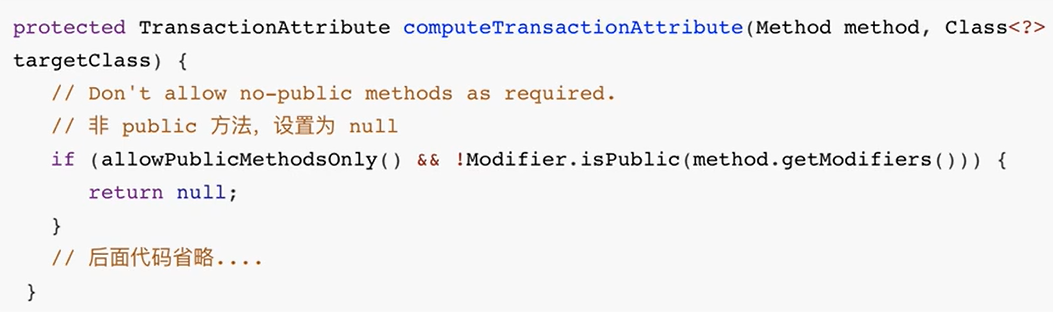 protected TransactionAttribute computeTransactionAttribute(Method method, Class<?>
targetClass) {
// Don't allow no-public methods as required.
// 非 public 方法，设置为 null
if (allowPublicMethodsOnly() && !Modifier.isPublic(method.getModifiers())) {
return null;
}
// 后面代码省略....
}